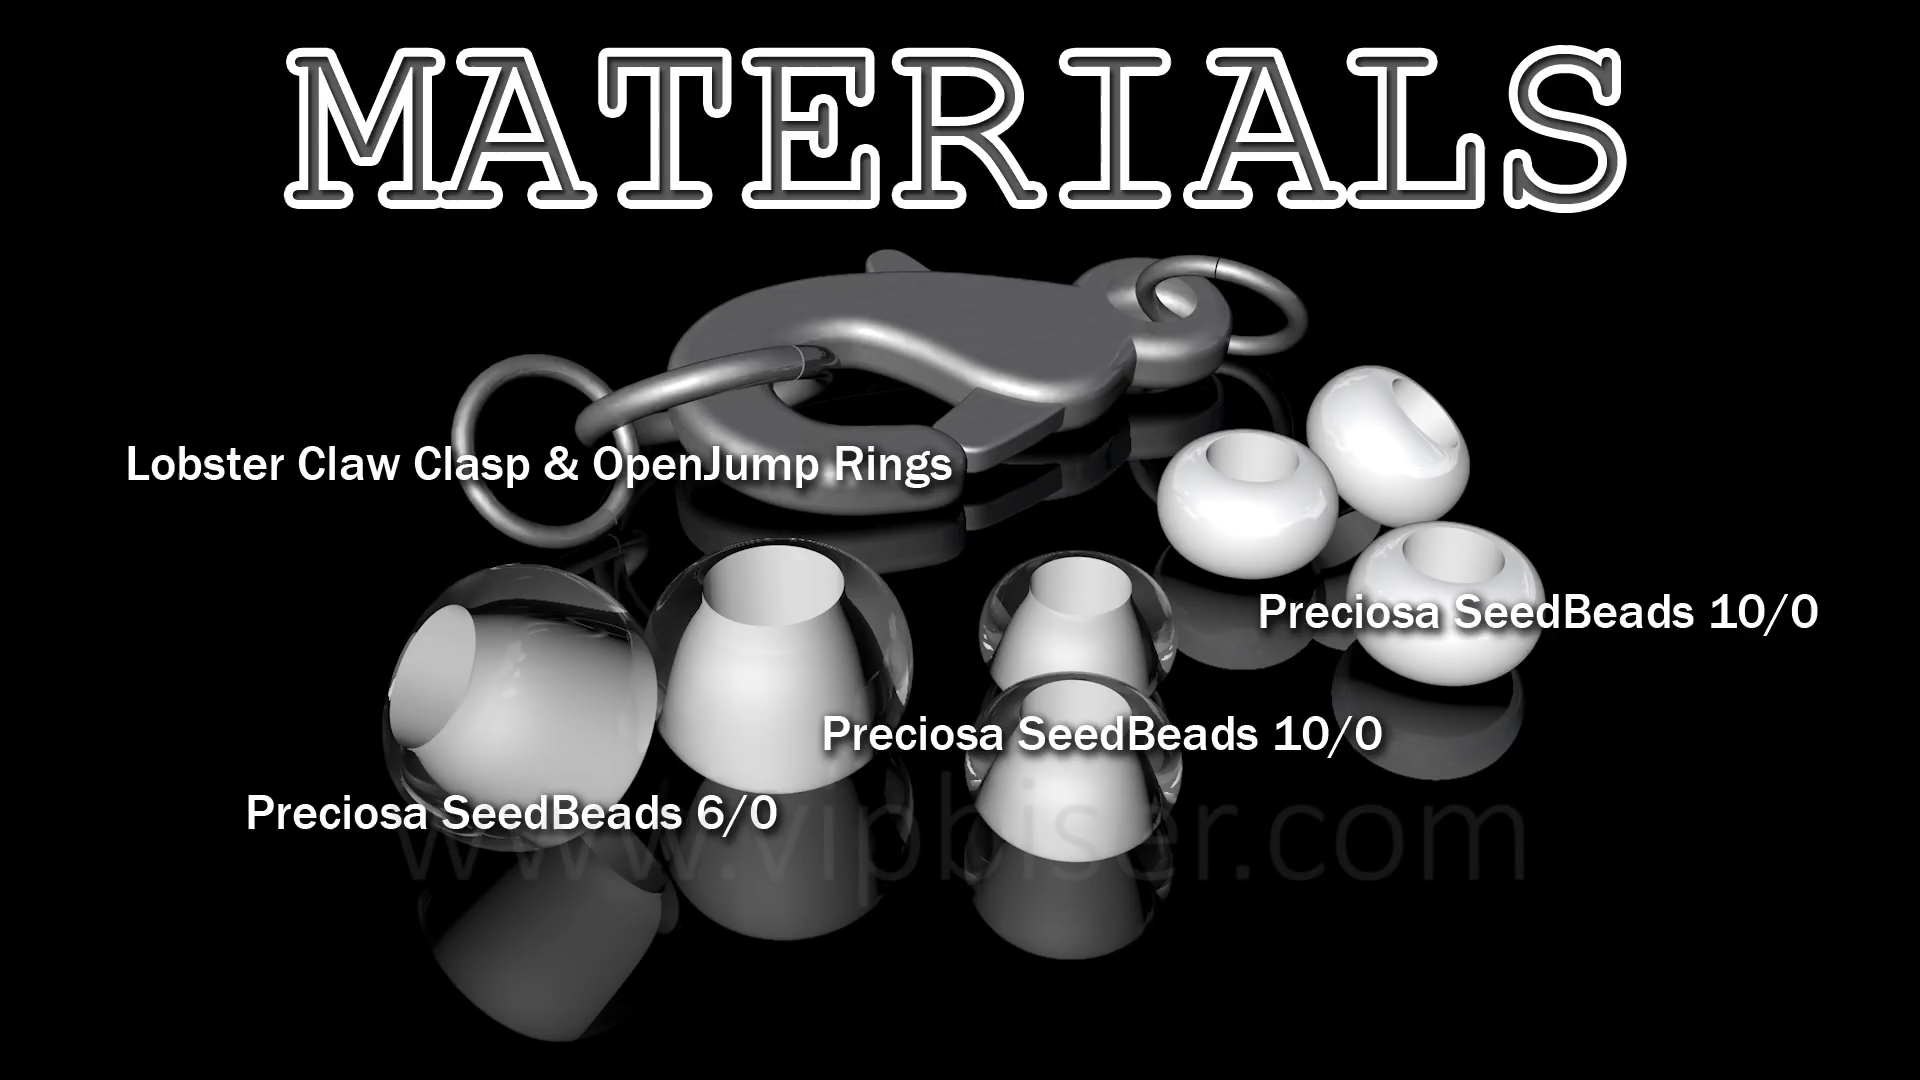 MATERIALS
Lobster Claw Clasp & OpenJump Rings
Preciosa SeedBeads 10/0
Preciosa SeedBeads 10/0
Preciosa SeedBeads 6/0
www.vipbiser.com